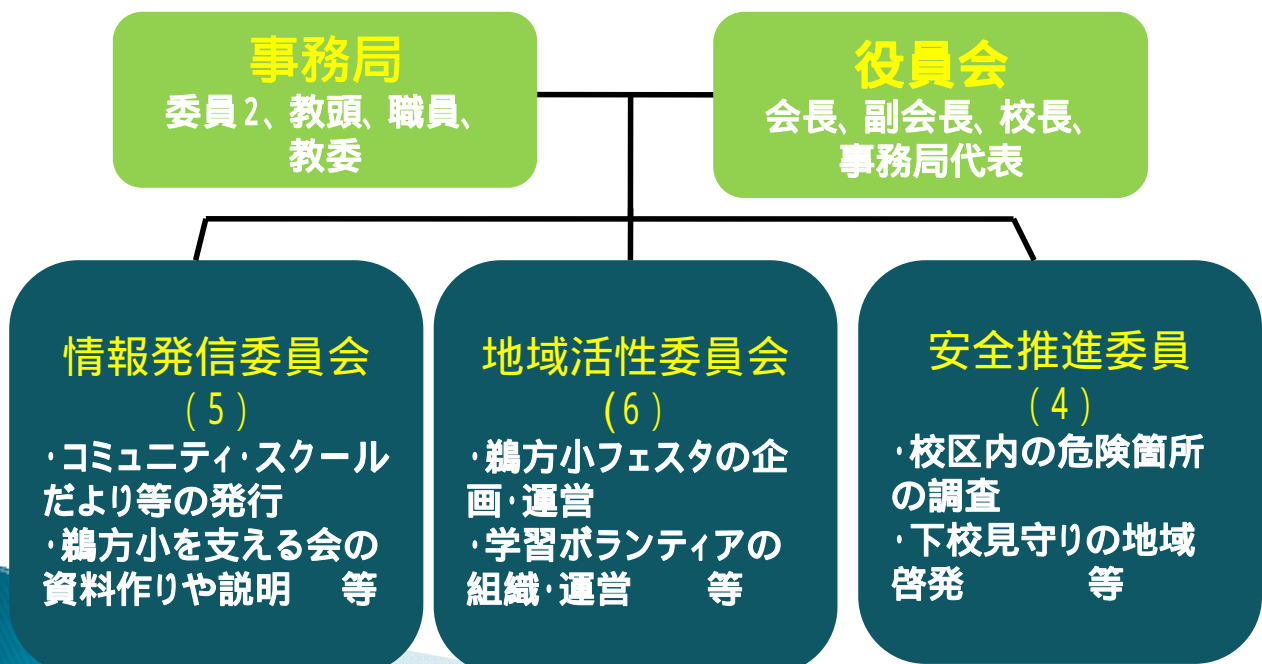 事務局
委員2、教頭、職員、
教委
役員会
会長、副会長、校長、
事務局代表
情報発信委員会
(5)
･コミュニティ･スクール
だより等の発行
･鵜方小を支える会の
資料作りや説明　等
地域活性委員会
(6)
･鵜方小フェスタの企
画･運営
･学習ボランティアの
組織･運営　　等
安全推進委員
(4)
･校区内の危険箇所
の調査
･下校見守りの地域
啓発　　　等